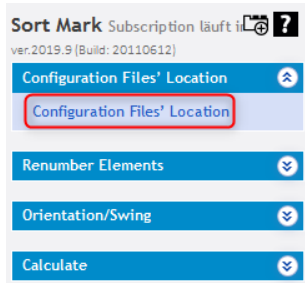 Sort Mark Subscription läuft i
ver.2019.9 (Build: 20110612)
Configuration Files' Location
Configuration Files' Location
Renumber Elements
Orientation/Swing
Calculate